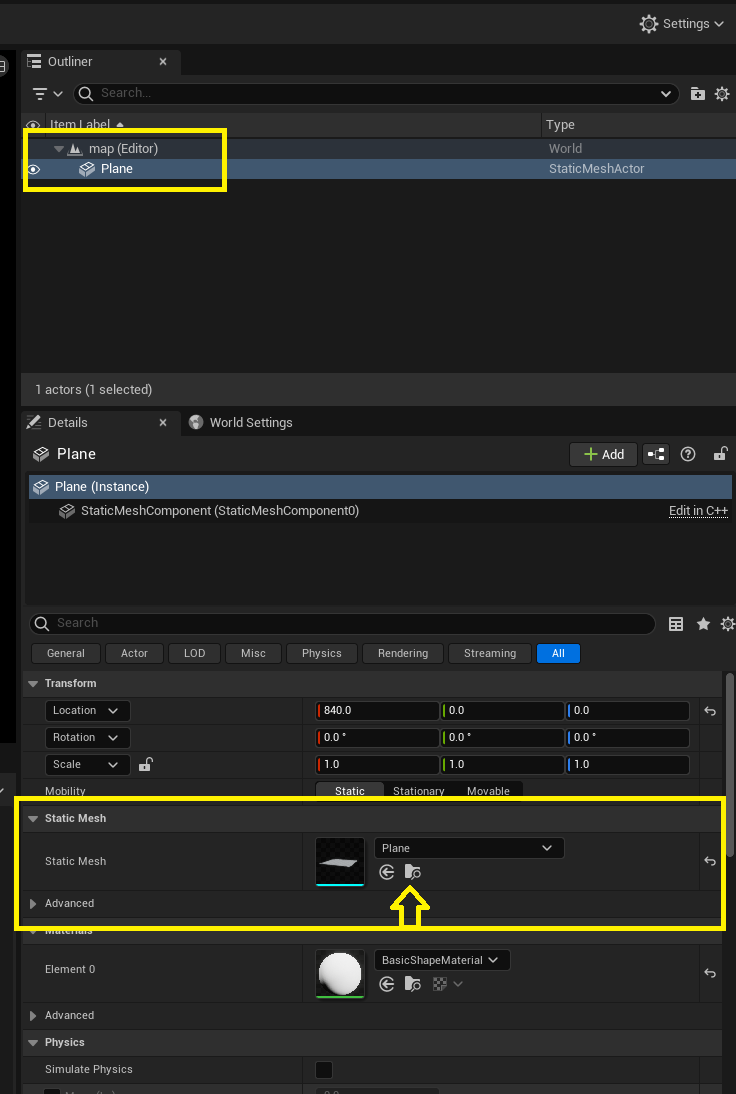 Settings
Outliner
Search...
Item Label Type
map (Editor) World
Plane StaticMeshActor
1 actors (1 selected)
Details World Settings
Plane Add
Plane (Instance)
StaticMeshComponent (StaticMeshComponent0) Edit in C++
Search
General Actor LOD Misc Physics Rendering Streaming All
Transform
Location 840.0 0.0 0.0
Rotation 0.0 ° 0.0 ° 0.0 °
Scale 1.0 1.0 1.0
Mobility Static Stationary Movable
Static Mesh
Static Mesh Plane
Advanced
Materials
Element 0 BasicShapeMaterial
Advanced
Physics
Simulate Physics